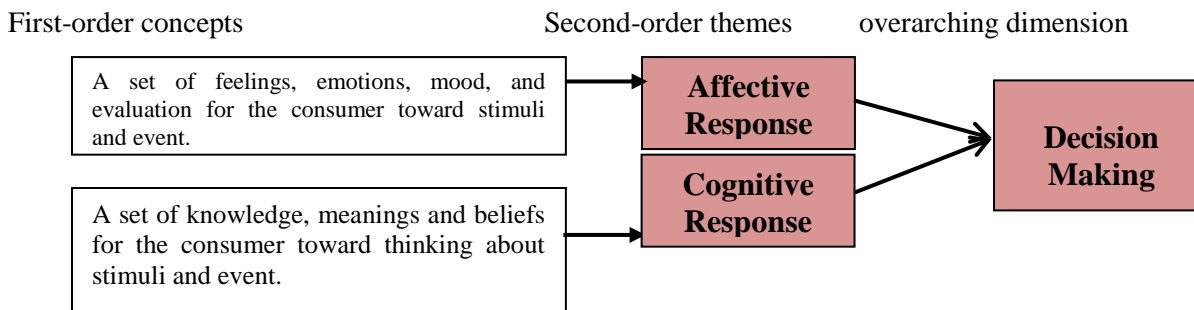 First-order concepts Second-order themes overarching dimension
A set of feelings, emotions, mood, and
evaluation for the consumer toward stimuli
and event.
Affective
Response
Cognitive
Response
Decision
Making
A set of knowledge, meanings and beliefs
for the consumer toward thinking about
stimuli and event.